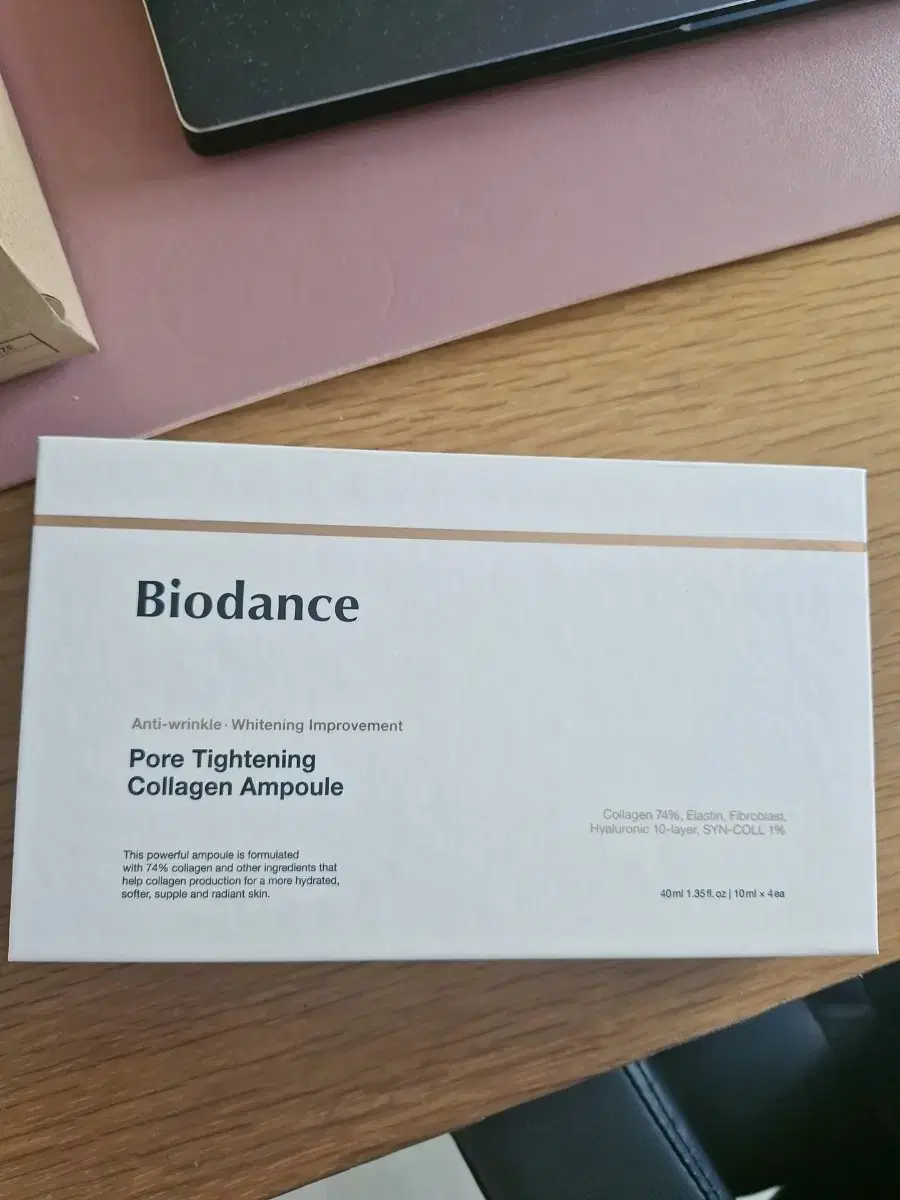 Biodance
Anti-wrinkle · Whitening Improvement
Pore Tightening
Collagen Ampoule
Collagen 74%, Elastin, Fibroblast,
Hyaluronic 10-layer, SYN-COLL 1%
This powerful ampoule is formulated
with 74% collagen and other ingredients that
help collagen production for a more hydrated,
softer, supple and radiant skin.
40ml 1.35fl. oz | 10ml × 4ea